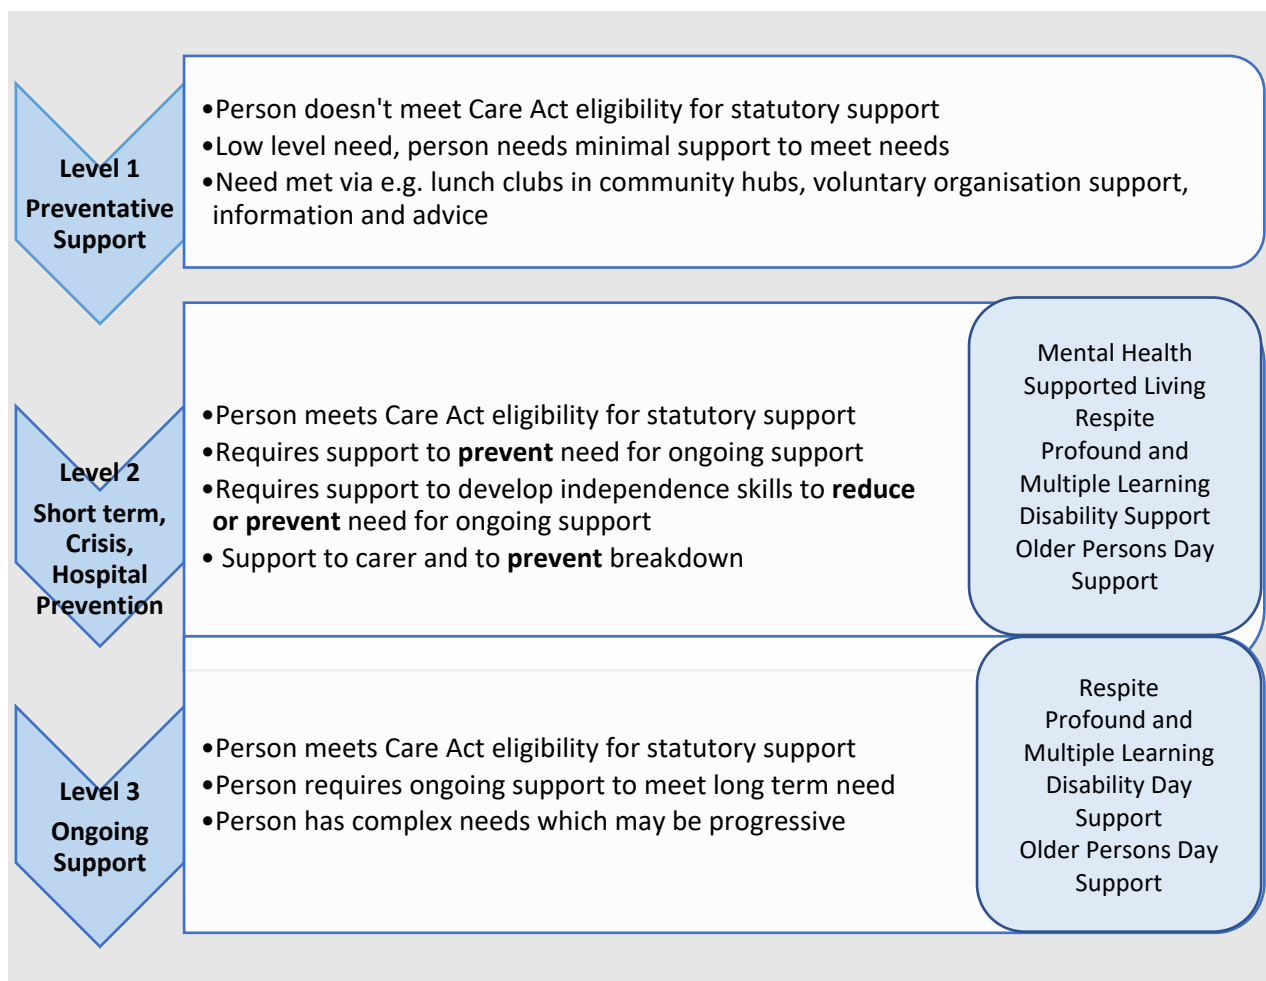 Level 1
Preventative
Support
•Person doesn't meet Care Act eligibility for statutory support
•Low level need, person needs minimal support to meet needs
•Need met via e.g. lunch clubs in community hubs, voluntary organisation support,
information and advice
Level 2
Short term,
Crisis,
Hospital
Prevention
•Person meets Care Act eligibility for statutory support
•Requires support to prevent need for ongoing support
•Requires support to develop independence skills to reduce
or prevent need for ongoing support
• Support to carer and to prevent breakdown
Mental Health
Supported Living
Respite
Profound and
Multiple Learning
Disability Support
Older Persons Day
Support
Level 3
Ongoing
Support
•Person meets Care Act eligibility for statutory support
•Person requires ongoing support to meet long term need
•Person has complex needs which may be progressive
Respite
Profound and
Multiple Learning
Disability Day
Support
Older Persons Day
Support